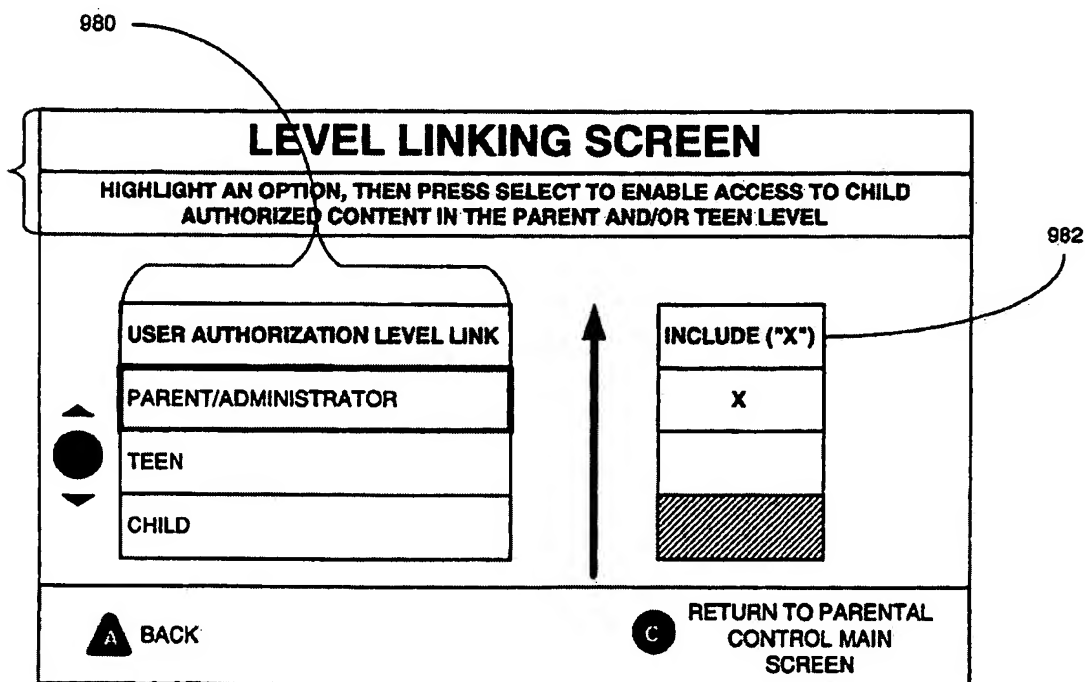 980
LEVEL LINKING SCREEN
HIGHLIGHT AN OPTION, THEN PRESS SELECT TO ENABLE ACCESS TO CHILD
AUTHORIZED CONTENT IN THE PARENT AND/OR TEEN LEVEL
982
USER AUTHORIZATION LEVEL LINK
INCLUDE ("X")
PARENT/ADMINISTRATOR
X
TEEN
CHILD
A BACK
C RETURN TO PARENTAL
CONTROL MAIN
SCREEN